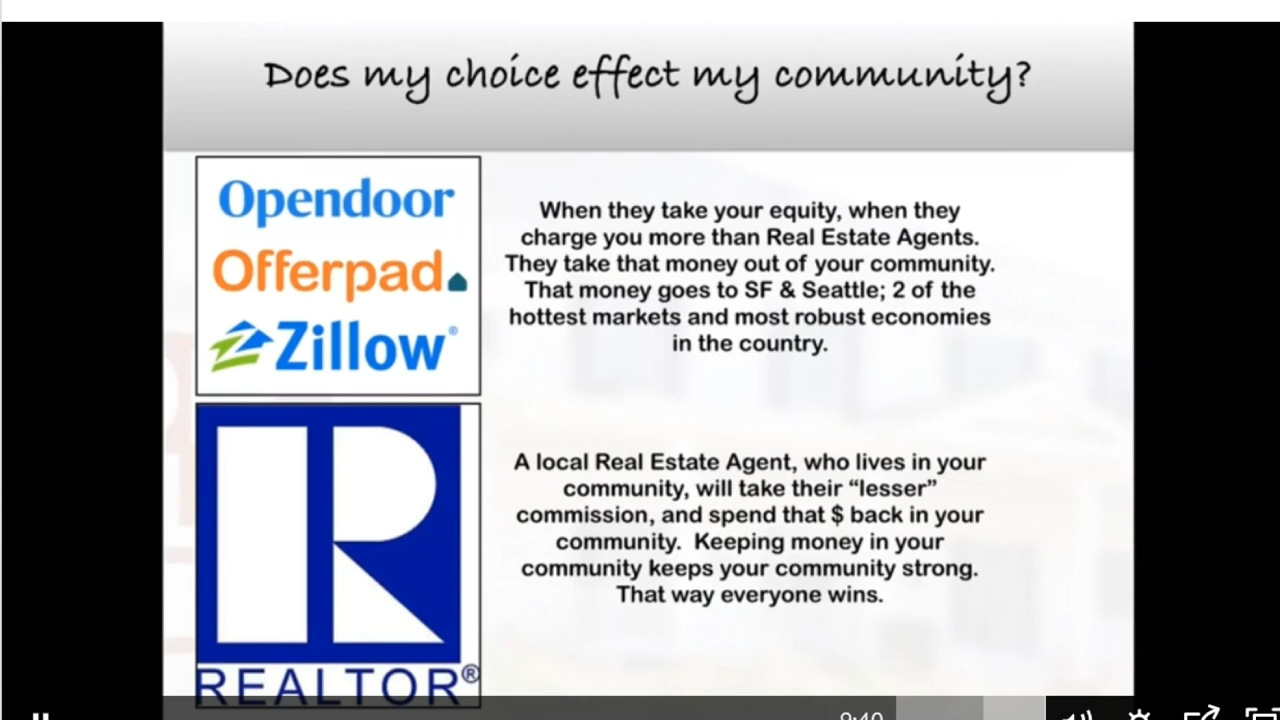 Does my choice effect my community?
Opendoor
Offerpad.
Zillow®
When they take your equity, when they
charge you more than Real Estate Agents.
They take that money out of your community.
That money goes to SF & Seattle; 2 of the
hottest markets and most robust economies
in the country.
A local Real Estate Agent, who lives in your
community, will take their “lesser”
commission, and spend that $ back in your
community.  Keeping money in your
community keeps your community strong.
That way everyone wins.
R
REALTOR®
9:40